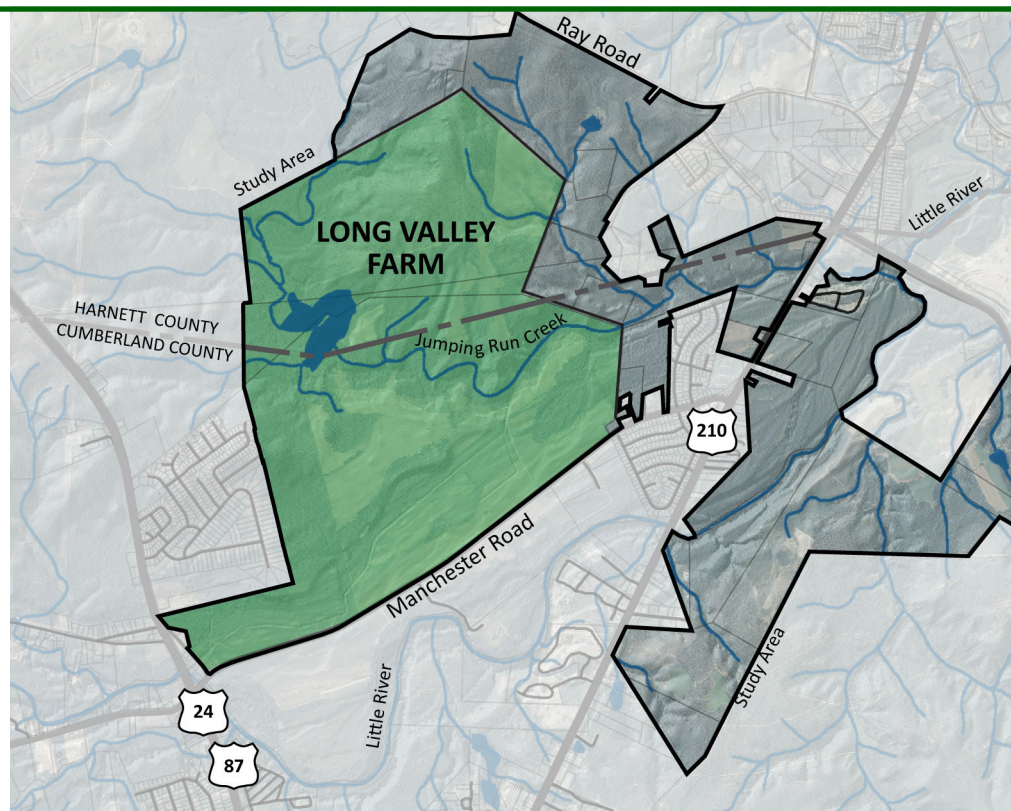 Ray Road
Study Area
Little River
LONG VALLEY
FARM
HARNETT COUNTY
CUMBERLAND COUNTY
Jumping Run Creek
210
Manchester Road
Study Area
Little River
24
87